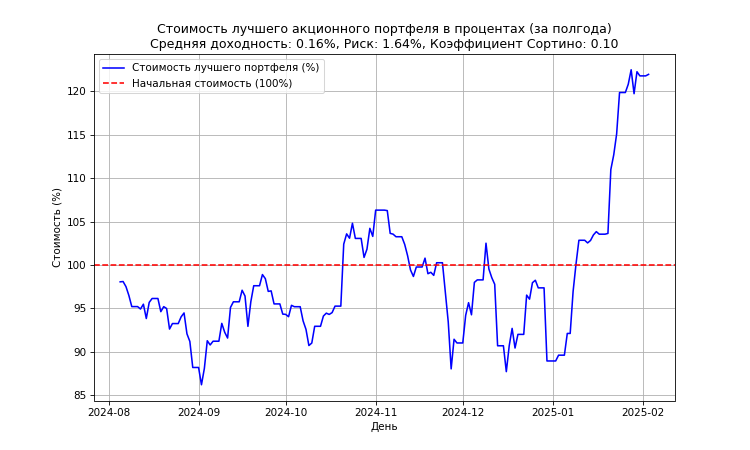 Стоимость лучшего акционного портфеля в процентах (за полгода)
Средняя доходность: 0.16%, Риск: 1.64%, Коэффициент Сортино: 0.10
Стоимость лучшего портфеля (%)
Начальная стоимость (100%)
Стоимость (%)
120
115
110
105
100
95
90
85
2024-08 2024-09 2024-10 2024-11 2024-12 2025-01 2025-02
День